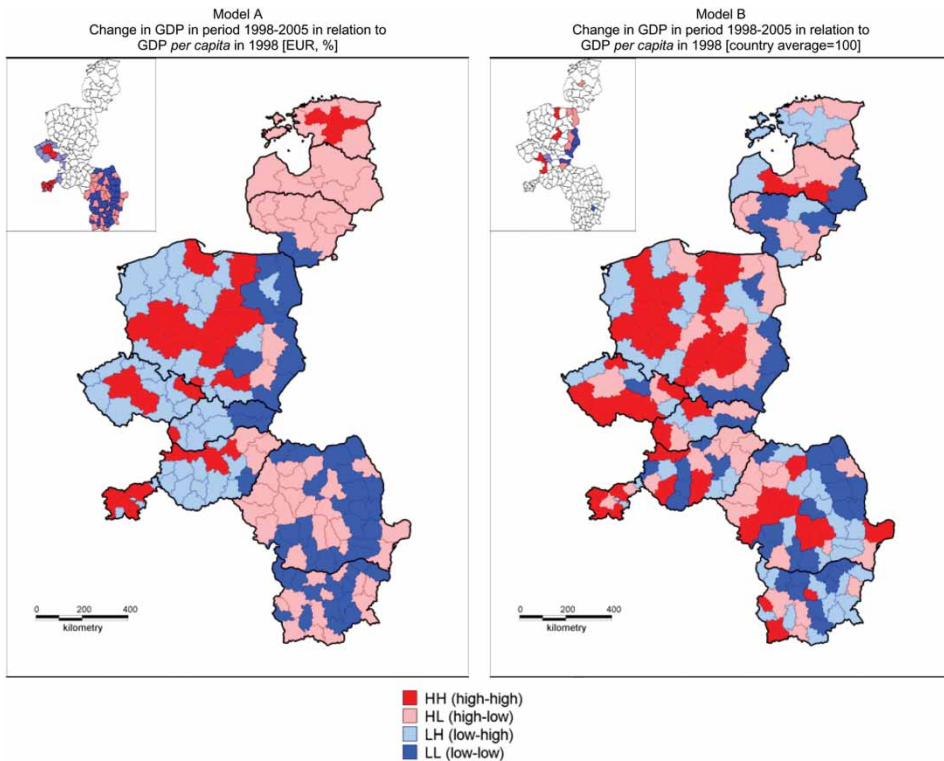 Model A
Change in GDP in period 1998-2005 in relation to
GDP per capita in 1998 [EUR, %]
Model B
Change in GDP in period 1998-2005 in relation to
GDP per capita in 1998 [country average=100]
0 200 400
kilometry
0 200 400
kilometry
HH (high-high)
HL (high-low)
LH (low-high)
LL (low-low)